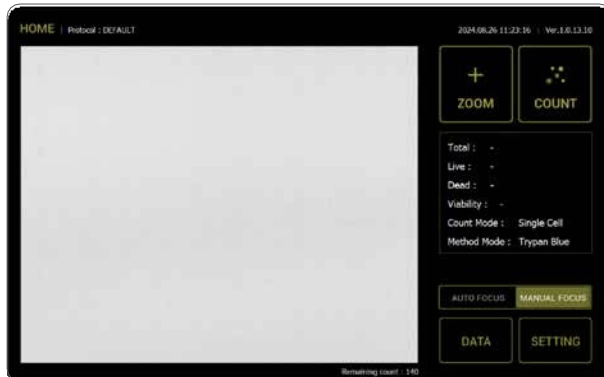 HOME | Protocol : DEFAULT
2024.08.26 11:23:16 | Ver.1.0.13.10
ZOOM
COUNT
Total : -
Live : -
Dead : -
Viability : -
Count Mode : Single Cell
Method Mode : Trypan Blue
AUTO FOCUS
MANUAL FOCUS
DATA
SETTING
Remaining count : 140